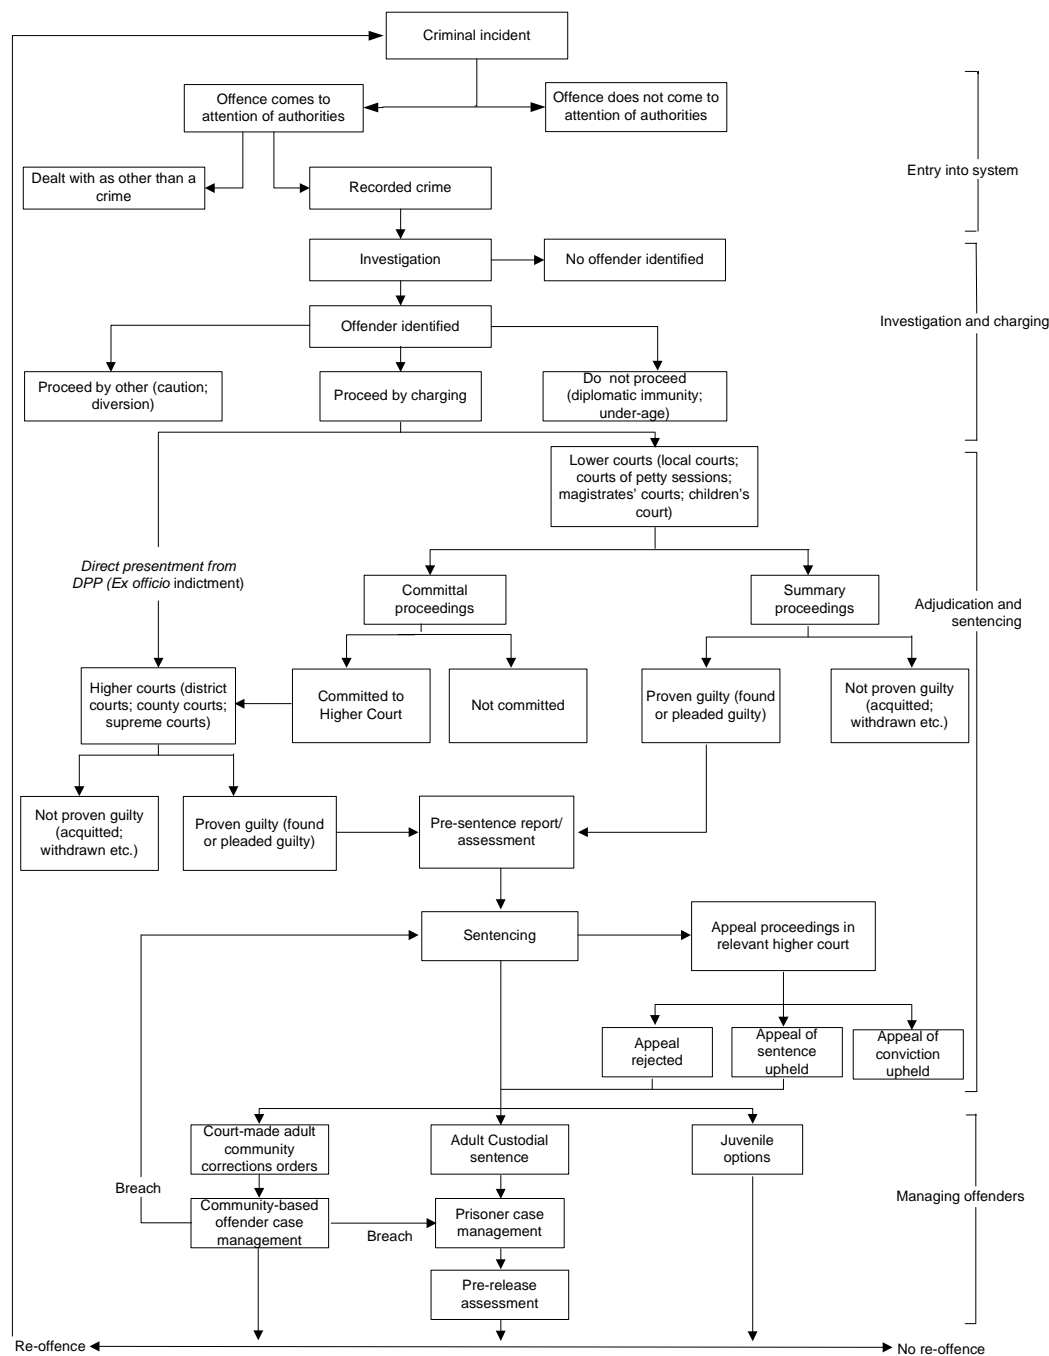 Criminal incident
Offence comes to
attention of authorities
Offence does not come to
attention of authorities
Entry into system
Dealt with as other than a
crime
Recorded crime
Investigation
No offender identified
Offender identified
Investigation and charging
Proceed by other (caution;
diversion)
Proceed by charging
Do not proceed
(diplomatic immunity;
under-age)
Lower courts (local courts;
courts of petty sessions;
magistrates' courts; children's
court)
Direct presentment from
DPP (Ex officio indictment)
Committal
proceedings
Summary
proceedings
Adjudication and
sentencing
Higher courts (district
courts; county courts;
supreme courts)
Committed to
Higher Court
Not committed
Proven guilty (found
or pleaded guilty)
Not proven guilty
(acquitted;
withdrawn etc.)
Not proven guilty
(acquitted;
withdrawn etc.)
Proven guilty (found
or pleaded guilty)
Pre-sentence report/
assessment
Sentencing
Appeal proceedings in
relevant higher court
Appeal
rejected
Appeal of
sentence
upheld
Appeal of
conviction
upheld
Court-made adult
community
corrections orders
Adult Custodial
sentence
Juvenile
options
Breach
Managing offenders
Community-based
offender case
management
Breach
Prisoner case
management
Pre-release
assessment
Re-offence
No re-offence